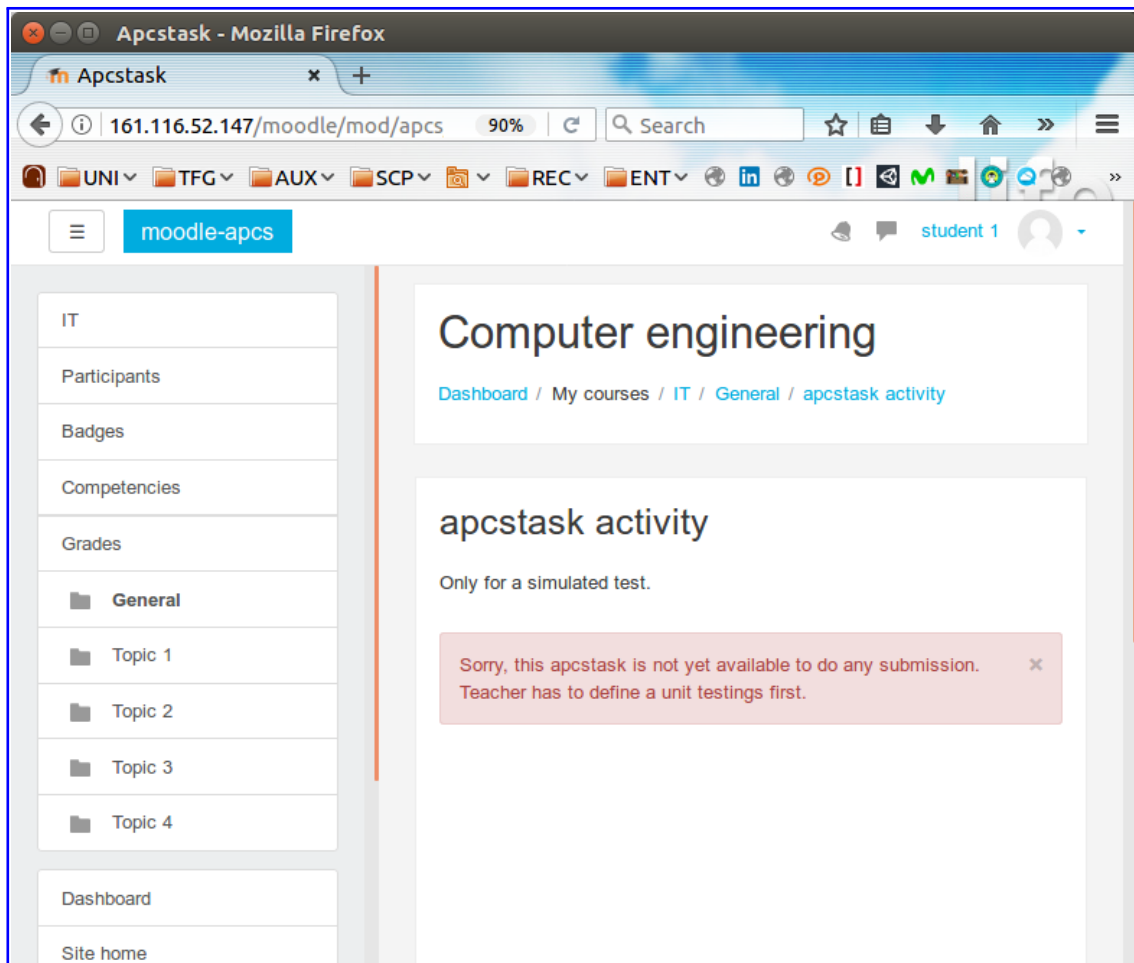 Apcstask - Mozilla Firefox
Apcstask
161.116.52.147/moodle/mod/apcs 90% Search
UNI TFG AUX SCP REC ENT
moodle-apcs student 1
IT
Participants
Badges
Competencies
Grades
General
Topic 1
Topic 2
Topic 3
Topic 4
Dashboard
Site home
Computer engineering
Dashboard / My courses / IT / General / apcstask activity
apcstask activity
Only for a simulated test.
Sorry, this apcstask is not yet available to do any submission.
Teacher has to define a unit testings first.